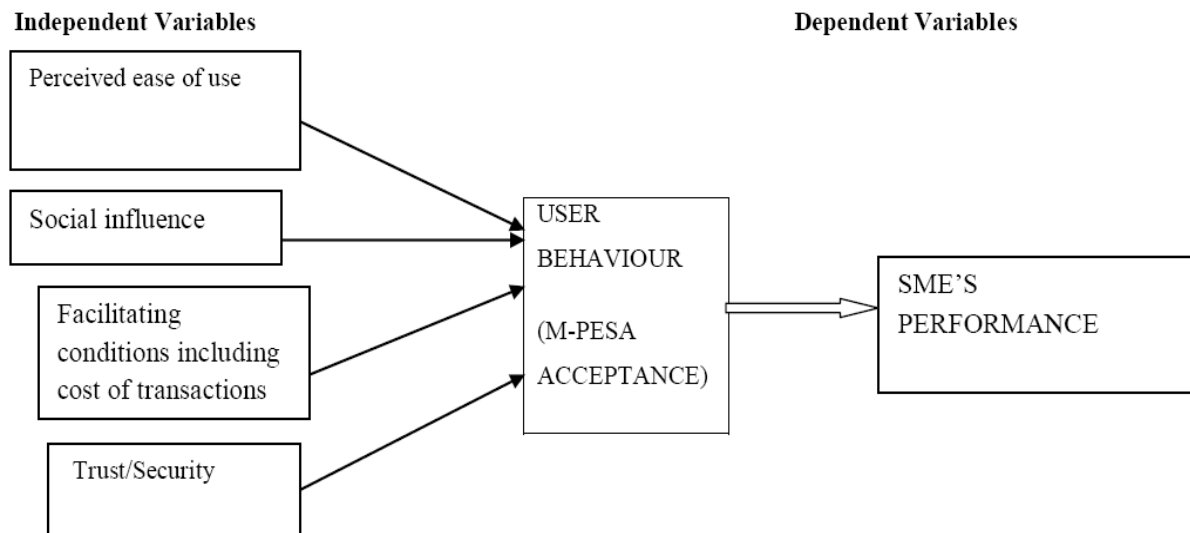 Independent Variables
Dependent Variables
Perceived ease of use
Social influence
Facilitating
conditions including
cost of transactions
Trust/Security
USER
BEHAVIOUR
(M-PESA
ACCEPTANCE)
SME’S
PERFORMANCE